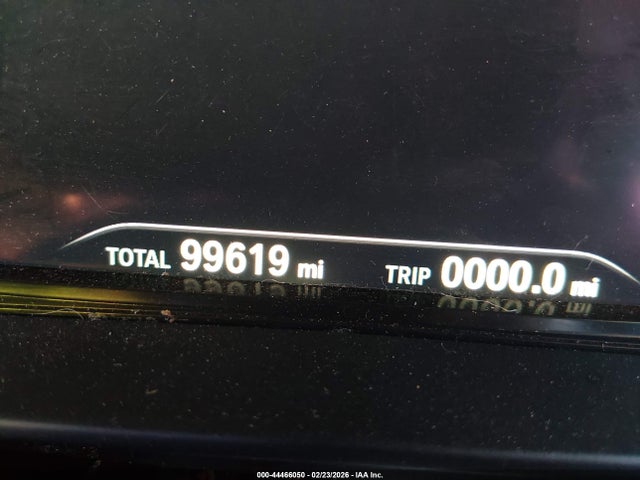 TOTAL 99619 mi TRIP 0000.0 mi
000-44466050 - 02/23/2026 - IAA Inc.